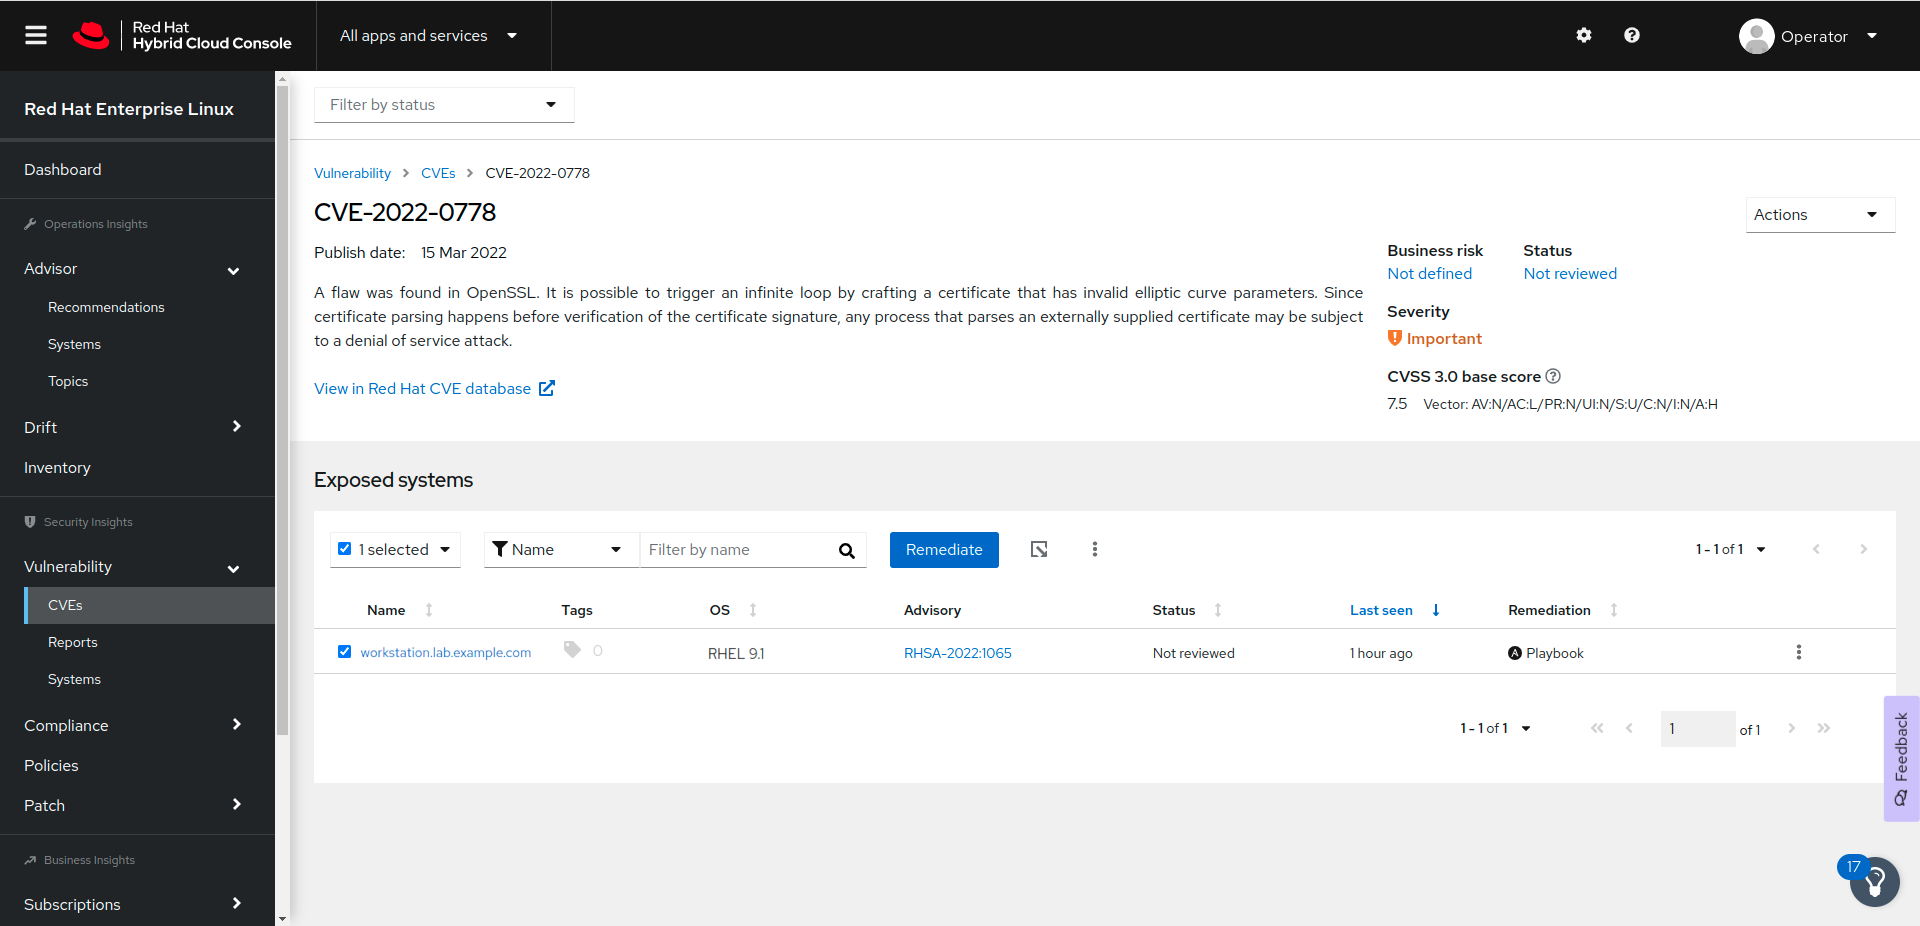 Red Hat
Hybrid Cloud Console
All apps and services
Operator
Red Hat Enterprise Linux
Dashboard
Operations Insights
Advisor
Recommendations
Systems
Topics
Drift
Inventory
Security Insights
Vulnerability
CVEs
Reports
Systems
Compliance
Policies
Patch
Business Insights
Subscriptions
Filter by status
Vulnerability > CVEs > CVE-2022-0778
CVE-2022-0778
Actions
Publish date: 15 Mar 2022
A flaw was found in OpenSSL. It is possible to trigger an infinite loop by crafting a certificate that has invalid elliptic curve parameters. Since
certificate parsing happens before verification of the certificate signature, any process that parses an externally supplied certificate may be subject
to a denial of service attack.
View in Red Hat CVE database
Business risk Status
Not defined Not reviewed
Severity
Important
CVSS 3.0 base score
7.5 Vector: AV:N/AC:L/PR:N/UI:N/S:U/C:N/I:N/A:H
Exposed systems
1 selected Name Filter by name Remediate 1 - 1 of 1
Name Tags OS Advisory Status Last seen Remediation
workstation.lab.example.com 0 RHEL 9.1 RHSA-2022:1065 Not reviewed 1 hour ago Playbook
1 - 1 of 1 1 of 1
Feedback
17